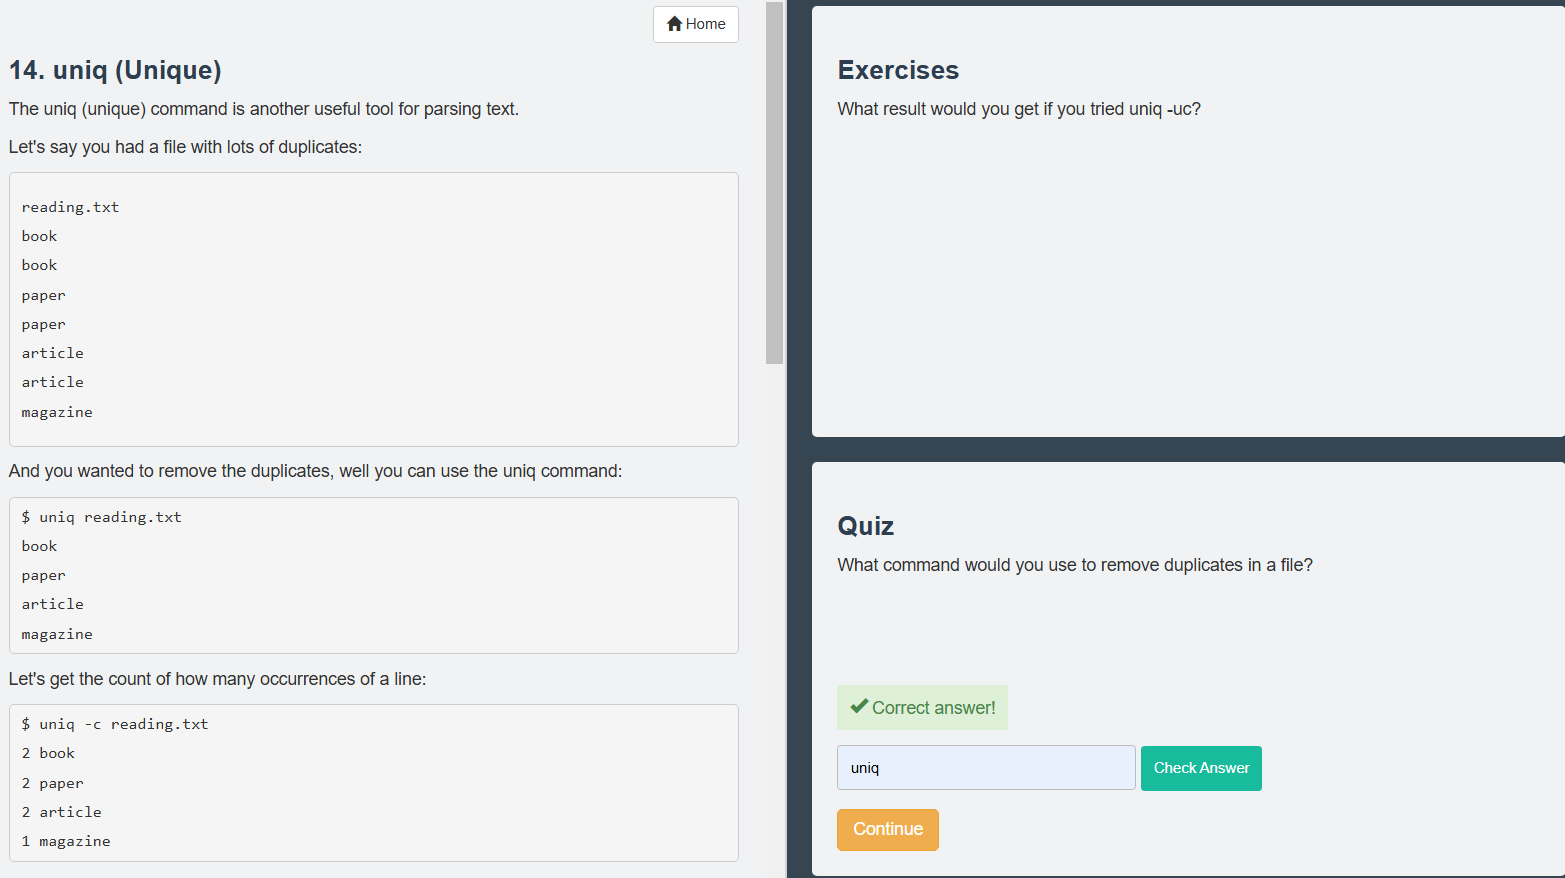 Home
14. uniq (Unique)
The uniq (unique) command is another useful tool for parsing text.
Let's say you had a file with lots of duplicates:
reading.txt
book
book
paper
paper
article
article
magazine
And you wanted to remove the duplicates, well you can use the uniq command:
$ uniq reading.txt
book
paper
article
magazine
Let's get the count of how many occurrences of a line:
$ uniq -c reading.txt
2 book
2 paper
2 article
1 magazine
Exercises
What result would you get if you tried uniq -uc?
Quiz
What command would you use to remove duplicates in a file?
Correct answer!
uniq
Check Answer
Continue